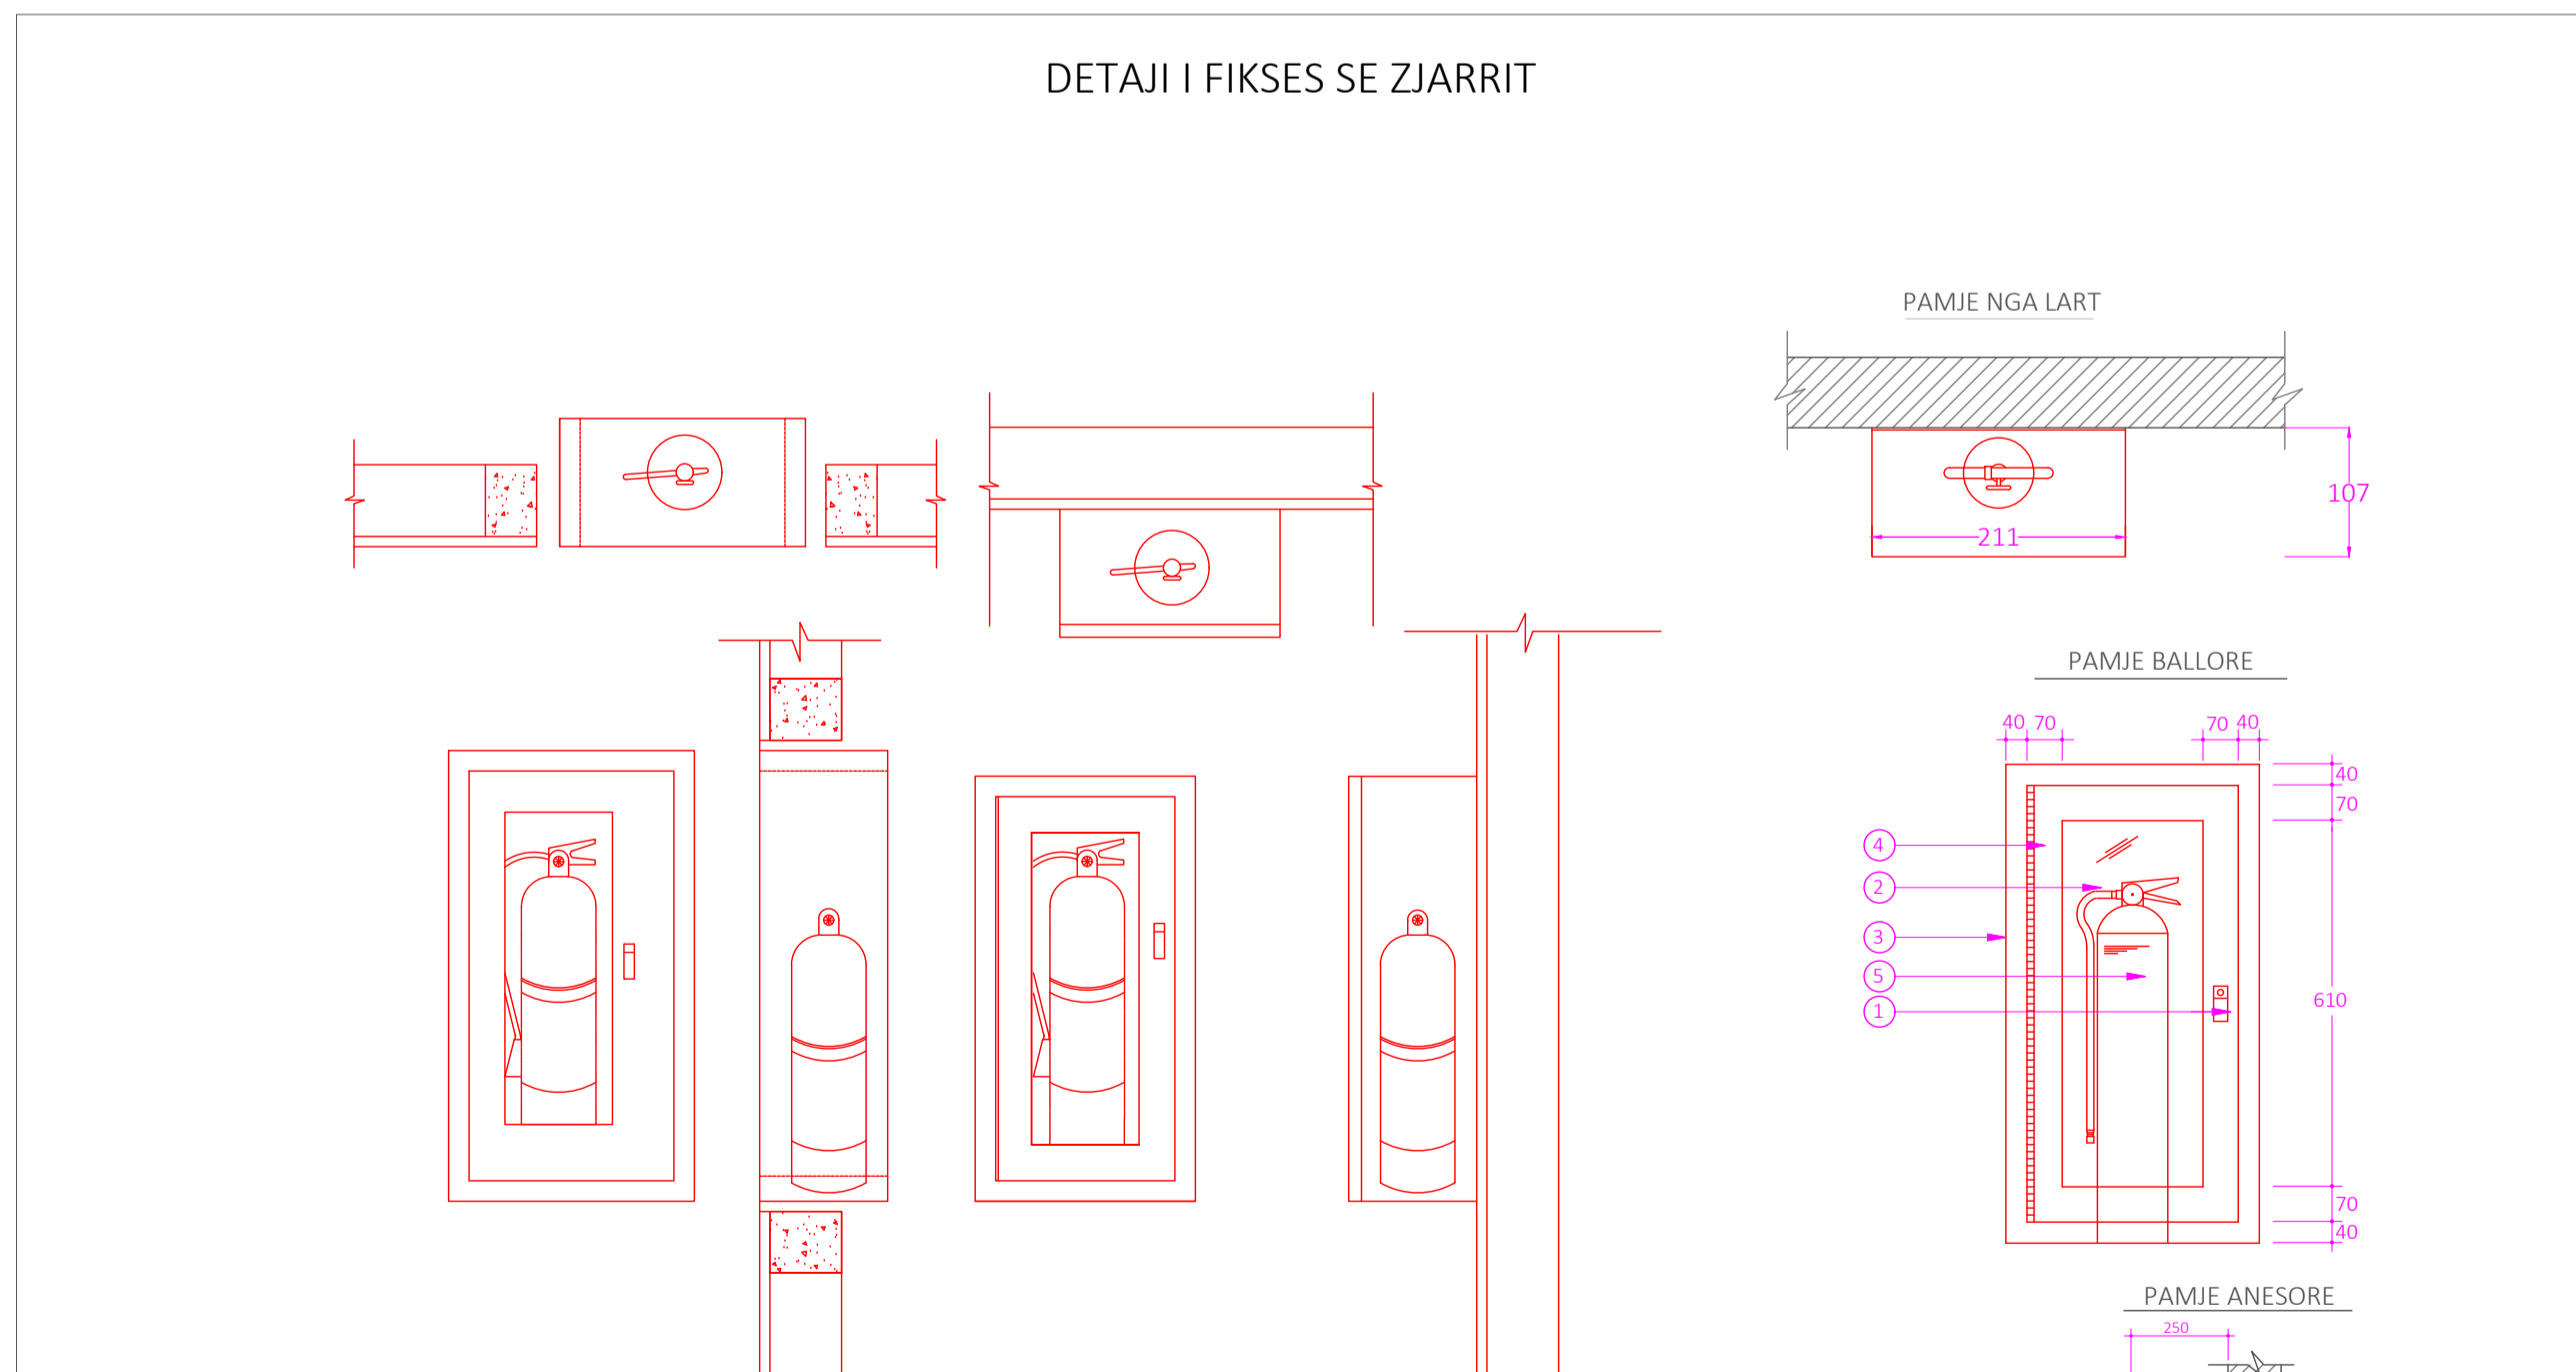 DETAJI I FIKSES SE ZJARRIT
PAMJE NGA LART
107
211
PAMJE BALLORE
40 70 70 40
40
70
4
2
3
5
610
1
70
40
PAMJE ANESORE
250